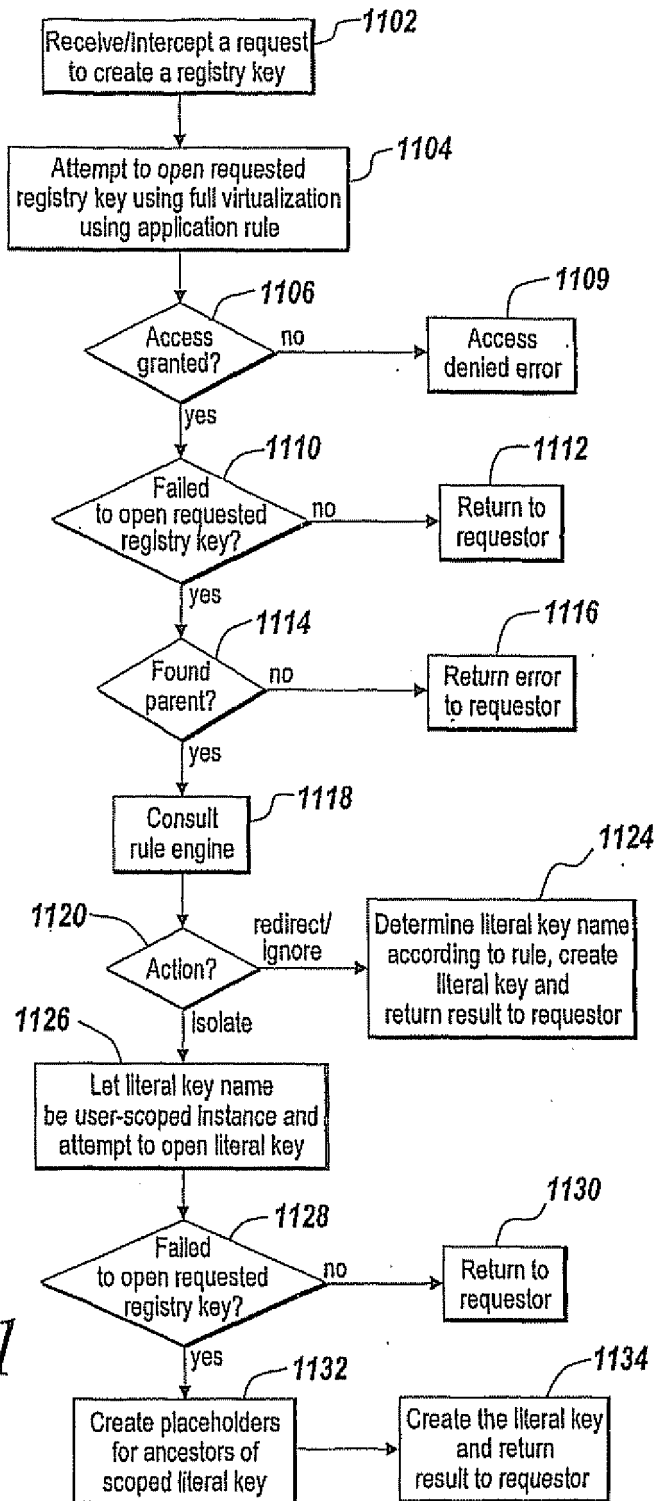 1102
Receive/Intercept a request
to create a registry key
1104
Attempt to open requested
registry key using full virtualization
using application rule
1106
Access
granted?
no
1109
Access
denied error
yes
1110
Failed
to open requested
registry key?
no
1112
Return to
requestor
yes
1114
Found
parent?
no
1116
Return error
to requestor
yes
1118
Consult
rule engine
1120
Action?
redirect/
ignore
1124
Determine literal key name
according to rule, create
literal key and
return result to requestor
isolate
1126
Let literal key name
be user-scoped instance and
attempt to open literal key
1128
Failed
to open requested
registry key?
no
1130
Return to
requestor
yes
1132
Create placeholders
for ancestors of
scoped literal key
1134
Create the literal key
and return
result to requestor